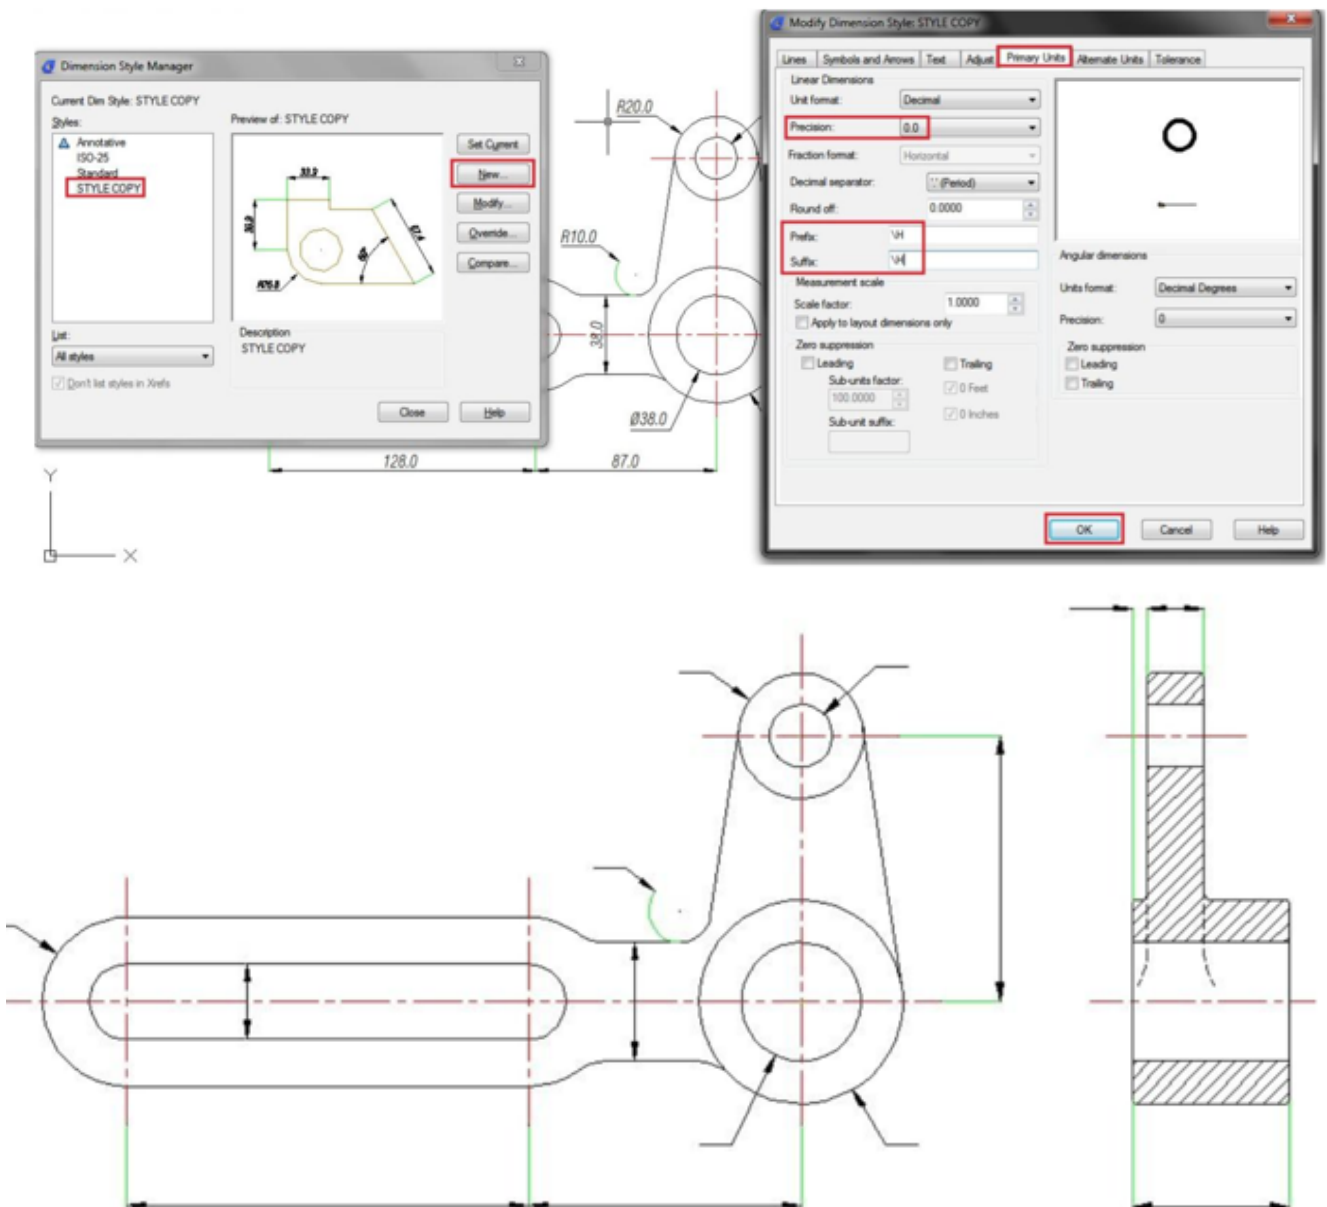 Dimension Style Manager
Current Dim Style: STYLE COPY
Styles:
Annotative
ISO-25
Standard
STYLE COPY
List:
All styles
Don't list styles in Xrefs
Preview of: STYLE COPY
Description
STYLE COPY
Set Current
New...
Modify...
Override...
Compare...
Close
Help
R20.0
R10.0
38.0
Ø38.0
128.0
87.0
Y
X
Modify Dimension Style: STYLE COPY
Lines
Symbols and Arrows
Text
Adjust
Primary Units
Alternate Units
Tolerance
Linear Dimensions
Unit format: Decimal
Precision: 0.0
Fraction format: Horizontal
Decimal separator: '.' (Period)
Round off: 0.0000
Prefix: \H
Suffix: \H
Measurement scale
Scale factor: 1.0000
Apply to layout dimensions only
Zero suppression
Leading
Trailing
Sub-units factor:
100.0000
0 Feet
0 Inches
Sub-unit suffix:
Angular dimensions
Units format: Decimal Degrees
Precision: 0
Zero suppression
Leading
Trailing
OK
Cancel
Help